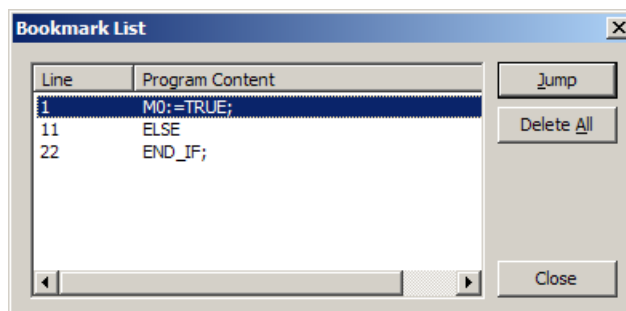 Bookmark List
Line Program Content
1 M0:=TRUE;
11 ELSE
22 END_IF;
Jump
Delete All
Close